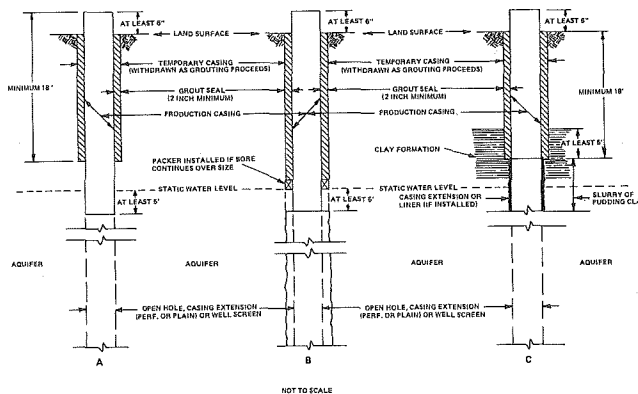 AT LEAST 6"
AT LEAST 6"
AT LEAST 6"
LAND SURFACE
LAND SURFACE
TEMPORARY CASING
(WITHDRAWN AS GROUTING PROCEEDS)
TEMPORARY CASING
(WITHDRAWN AS GROUTING PROCEEDS)
MINIMUM 18'
GROUT SEAL
(2 INCH MINIMUM)
GROUT SEAL
(2 INCH MINIMUM)
MINIMUM 18'
PRODUCTION CASING
PRODUCTION CASING
AT LEAST 5'
CLAY FORMATION
PACKER INSTALLED IF BORE
CONTINUES OVER SIZE
STATIC WATER LEVEL
STATIC WATER LEVEL
AT LEAST 5'
AT LEAST 5'
CASING EXTENSION OR
LINER (IF INSTALLED)
SLURRY OF
PUDDING CLA
AQUIFER
AQUIFER
AQUIFER
AQUIFER
OPEN HOLE, CASING EXTENSION
(PERF. OR PLAIN) OR WELL SCREEN
OPEN HOLE, CASING EXTENSION
(PERF. OR PLAIN) OR WELL SCREEN
A
B
C
NOT TO SCALE